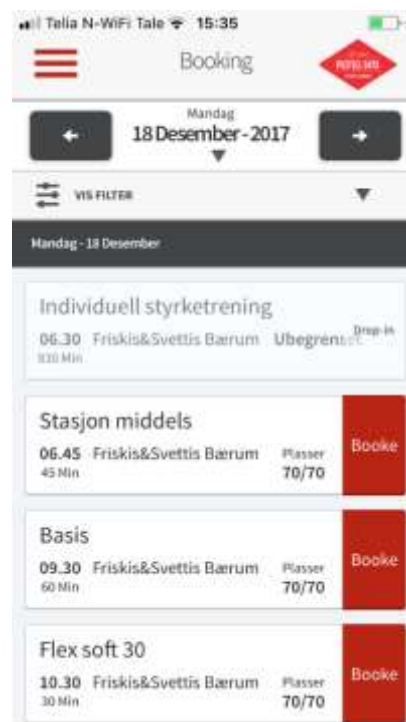 Telia N-WiFi Tale 15:35
Booking
Mandag
18 Desember - 2017
VIS FILTER
Mandag - 18 Desember
Individuell styrketrening
06.30 Friskis&Svettis Bærum Drop-in
Min
Stasjon middels
06.45 Friskis&Svettis Bærum Plasser Booke
45 Min 70/70
Basis
09.30 Friskis&Svettis Bærum Plasser Booke
60 Min 70/70
Flex soft 30
10.30 Friskis&Svettis Bærum Plasser Booke
30 Min 70/70